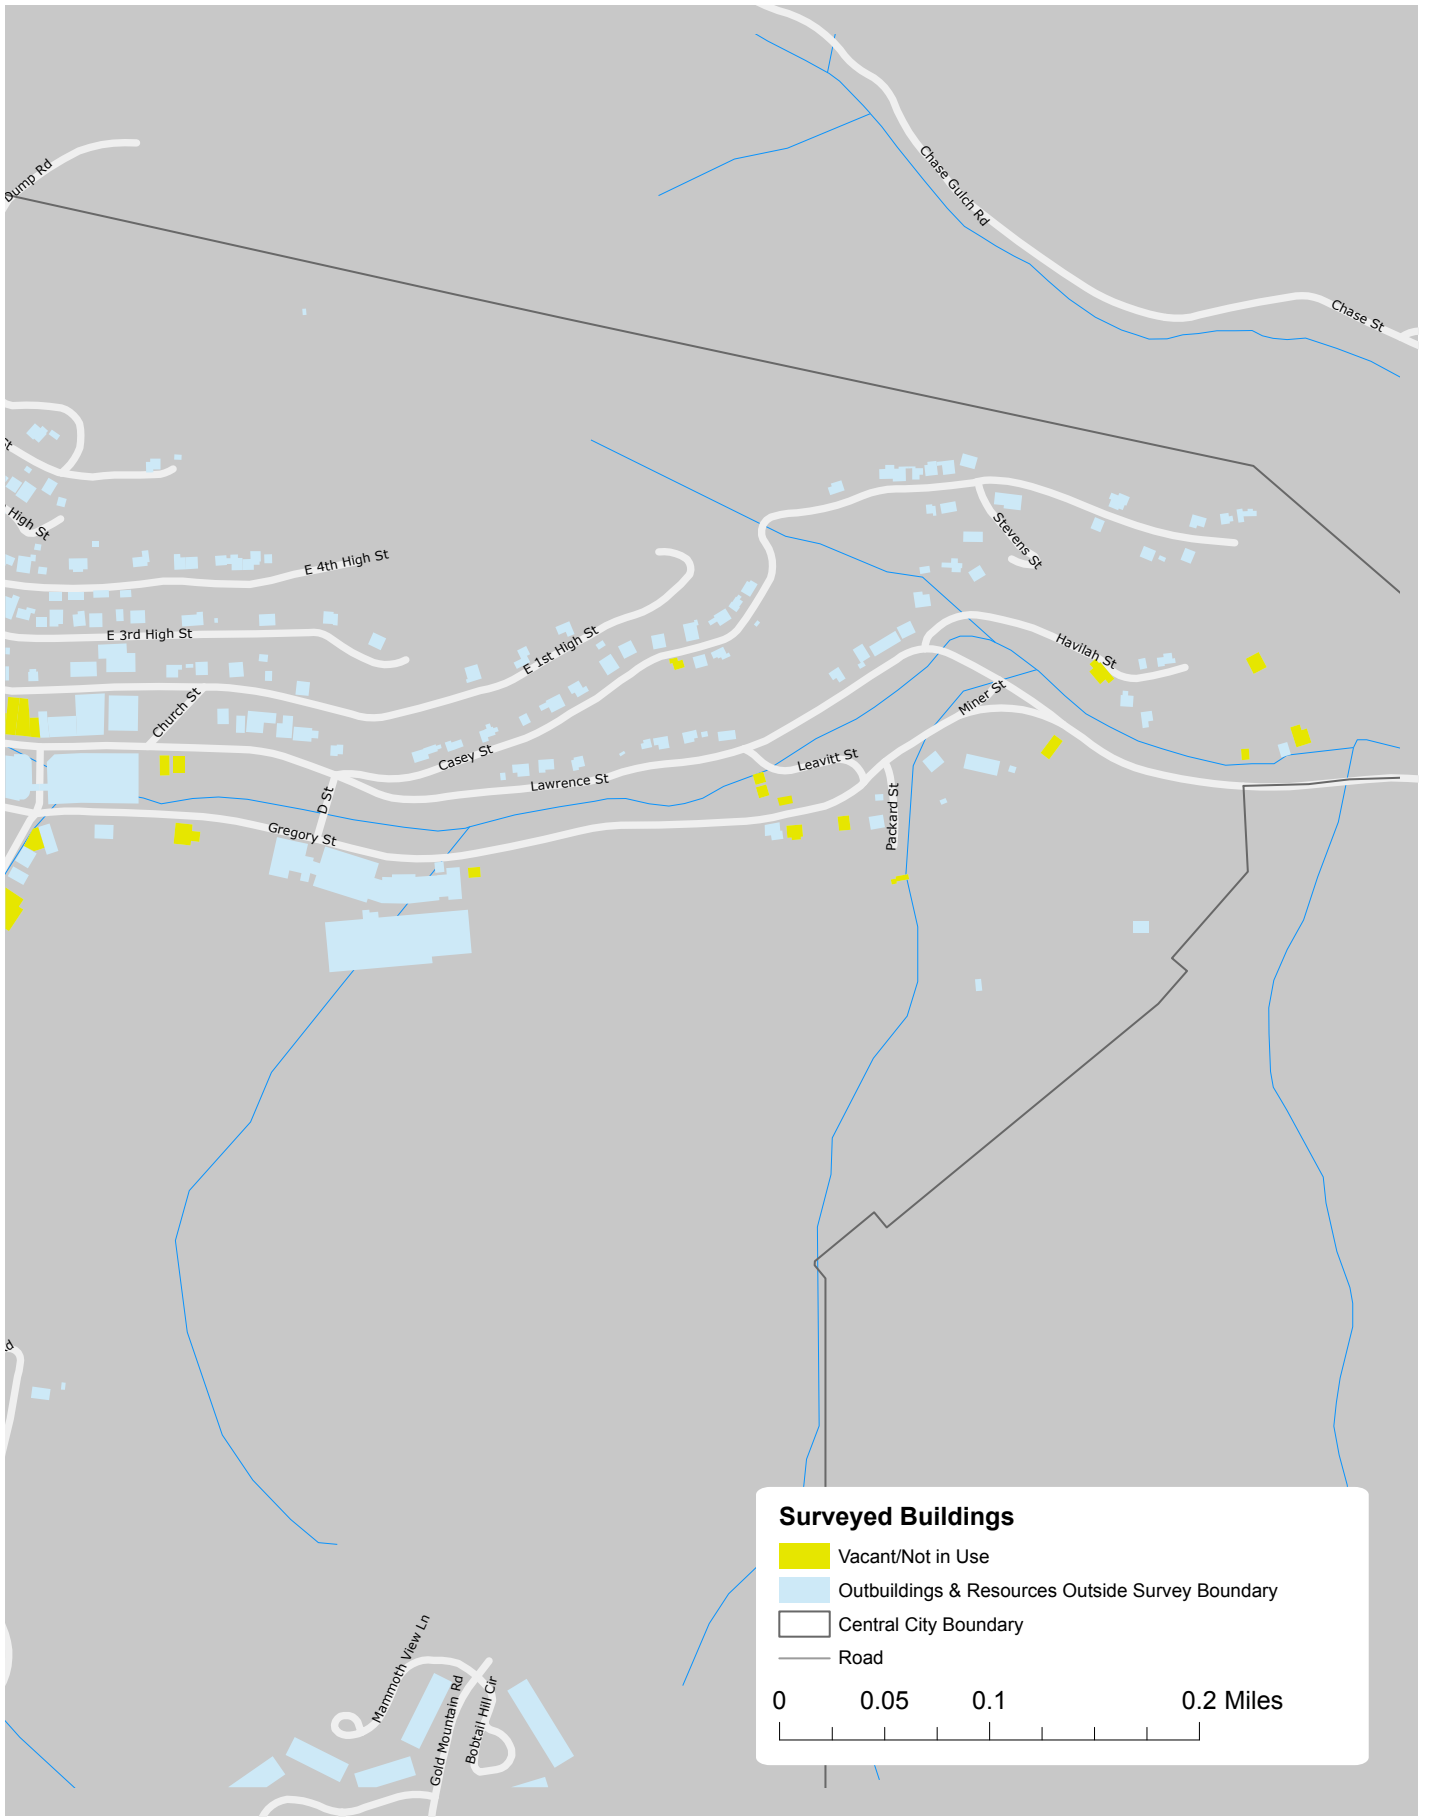 Dump Rd
Chase Gulch Rd
Chase St
St
High St
E 4th High St
E 3rd High St
E 1st High St
Stevens St
Havilah St
Church St
Casey St
Miner St
Lawrence St
Leavitt St
D St
Gregory St
Packard St
Mammoth View Ln
Gold Mountain Rd
Bobtail Hill Cir
Surveyed Buildings
Vacant/Not in Use
Outbuildings & Resources Outside Survey Boundary
Central City Boundary
Road
0 0.05 0.1 0.2 Miles